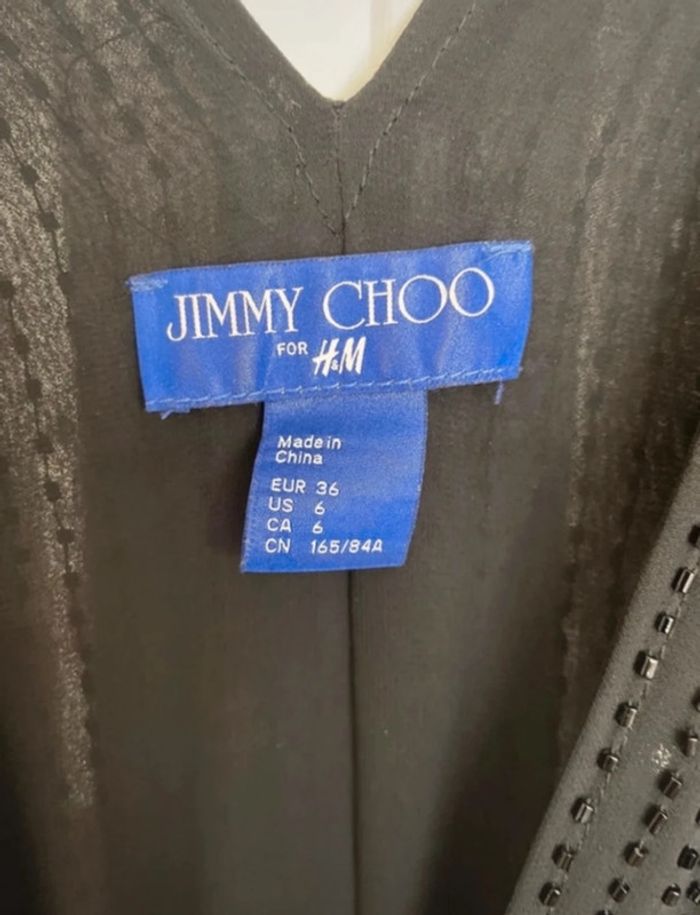 JIMMY CHOO
FOR H&M
Made in
China
EUR 36
US 6
CA 6
CN 165/84A